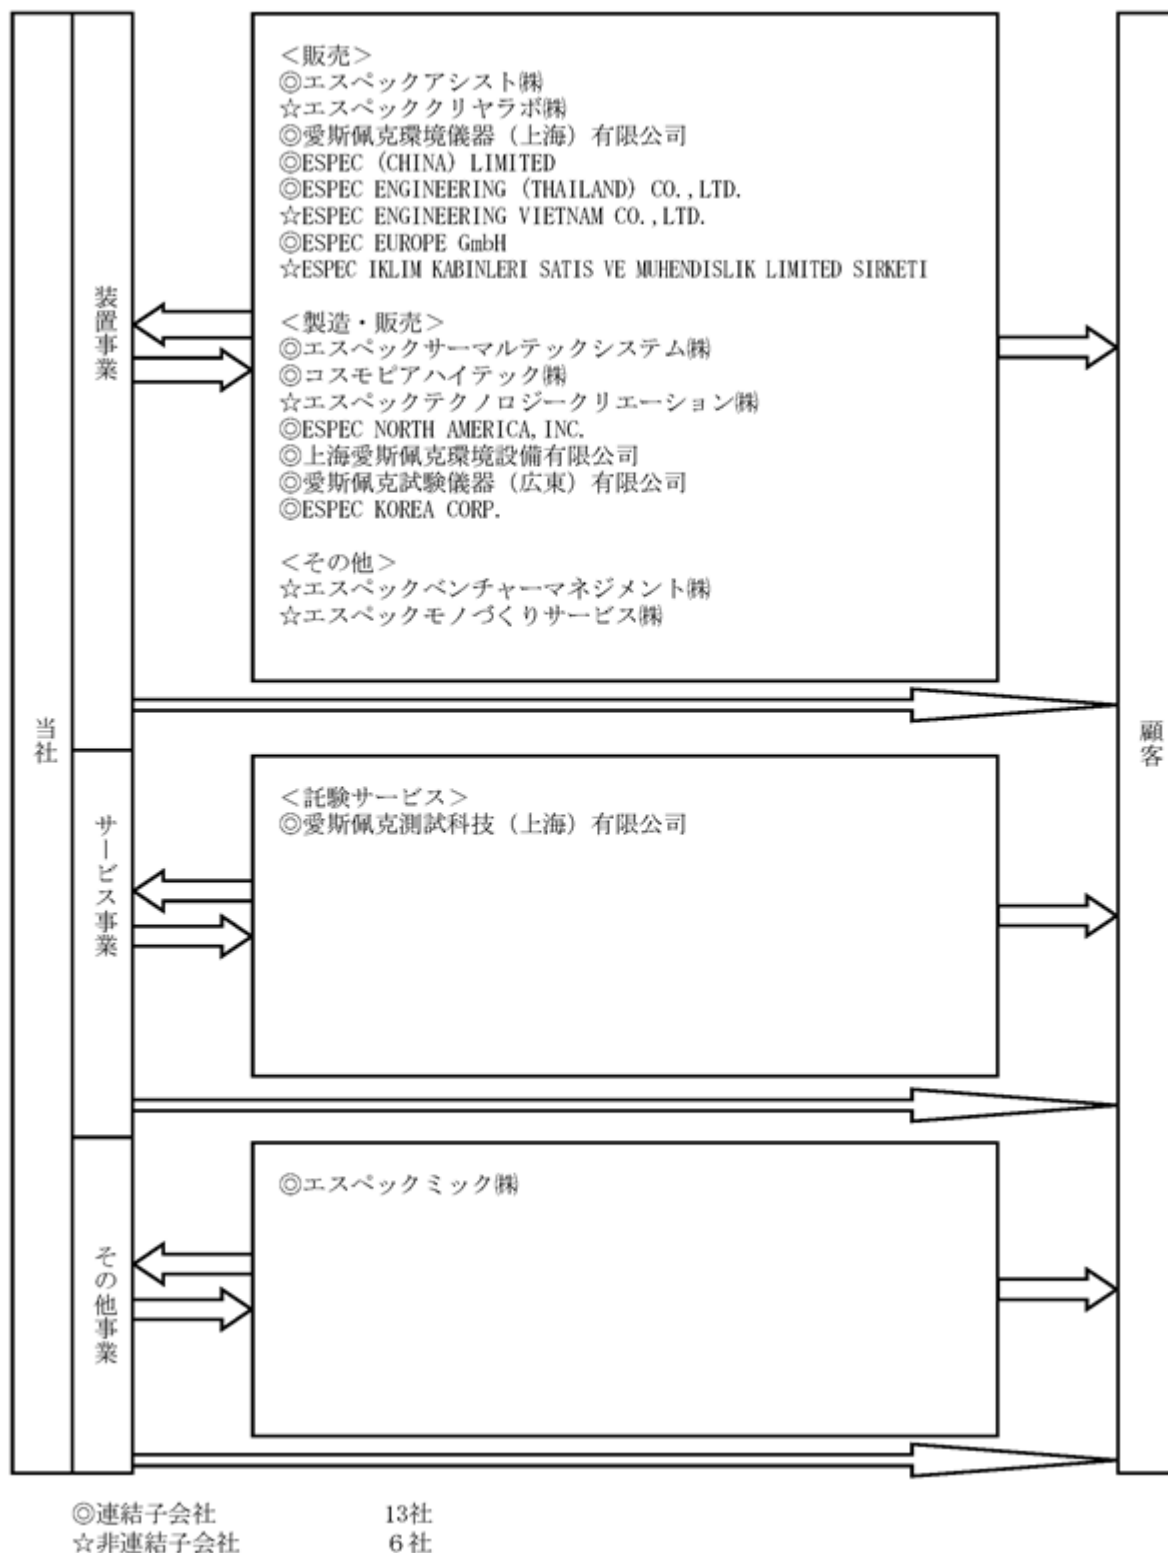 当社
装置事業
＜販売＞
◎エスペックアシスト㈱
☆エスペッククリヤラボ㈱
◎愛斯佩克環境儀器（上海）有限公司
◎ESPEC (CHINA) LIMITED
◎ESPEC ENGINEERING (THAILAND) CO.,LTD.
☆ESPEC ENGINEERING VIETNAM CO.,LTD.
◎ESPEC EUROPE GmbH
☆ESPEC IKLIM KABINLERI SATIS VE MUHENDISLIK LIMITED SIRKETI
＜製造・販売＞
◎エスペックサーマルテックシステム㈱
◎コスモピアハイテック㈱
☆エスペックテクノロジークリエーション㈱
◎ESPEC NORTH AMERICA,INC.
◎上海愛斯佩克環境設備有限公司
◎愛斯佩克試験儀器（広東）有限公司
◎ESPEC KOREA CORP.
＜その他＞
☆エスペックベンチャーマネジメント㈱
☆エスペックモノづくりサービス㈱
サービス事業
＜託験サービス＞
◎愛斯佩克測試科技（上海）有限公司
その他事業
◎エスペックミック㈱
顧客
◎連結子会社 13社
☆非連結子会社 6社